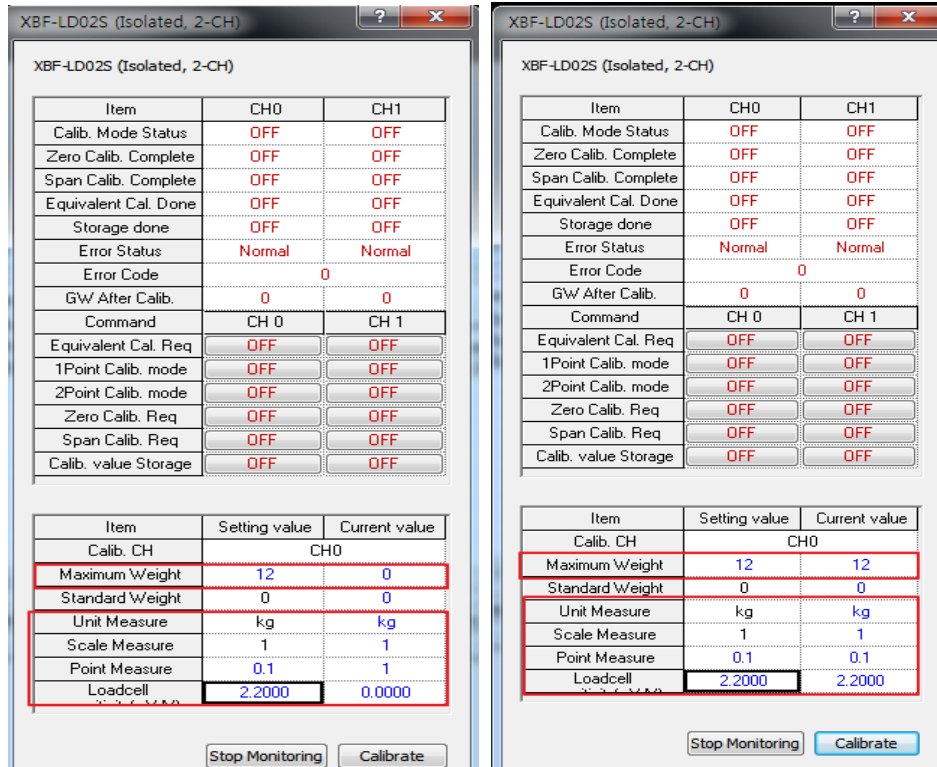 XBF-LD02S (Isolated, 2-CH)
? x
XBF-LD02S (Isolated, 2-CH)
Item CH0 CH1
Calib. Mode Status OFF OFF
Zero Calib. Complete OFF OFF
Span Calib. Complete OFF OFF
Equivalent Cal. Done OFF OFF
Storage done OFF OFF
Error Status Normal Normal
Error Code 0
GW After Calib. 0 0
Command CH 0 CH 1
Equivalent Cal. Req OFF OFF
1Point Calib. mode OFF OFF
2Point Calib. mode OFF OFF
Zero Calib. Req OFF OFF
Span Calib. Req OFF OFF
Calib. value Storage OFF OFF
Item Setting value Current value
Calib. CH CH0
Maximum Weight 12 0
Standard Weight 0 0
Unit Measure kg kg
Scale Measure 1 1
Point Measure 0.1 1
Loadcell 2.2000 0.0000
Stop Monitoring Calibrate
XBF-LD02S (Isolated, 2-CH)
? x
XBF-LD02S (Isolated, 2-CH)
Item CH0 CH1
Calib. Mode Status OFF OFF
Zero Calib. Complete OFF OFF
Span Calib. Complete OFF OFF
Equivalent Cal. Done OFF OFF
Storage done OFF OFF
Error Status Normal Normal
Error Code 0
GW After Calib. 0 0
Command CH 0 CH 1
Equivalent Cal. Req OFF OFF
1Point Calib. mode OFF OFF
2Point Calib. mode OFF OFF
Zero Calib. Req OFF OFF
Span Calib. Req OFF OFF
Calib. value Storage OFF OFF
Item Setting value Current value
Calib. CH CH0
Maximum Weight 12 12
Standard Weight 0 0
Unit Measure kg kg
Scale Measure 1 1
Point Measure 0.1 0.1
Loadcell 2.2000 2.2000
Stop Monitoring Calibrate